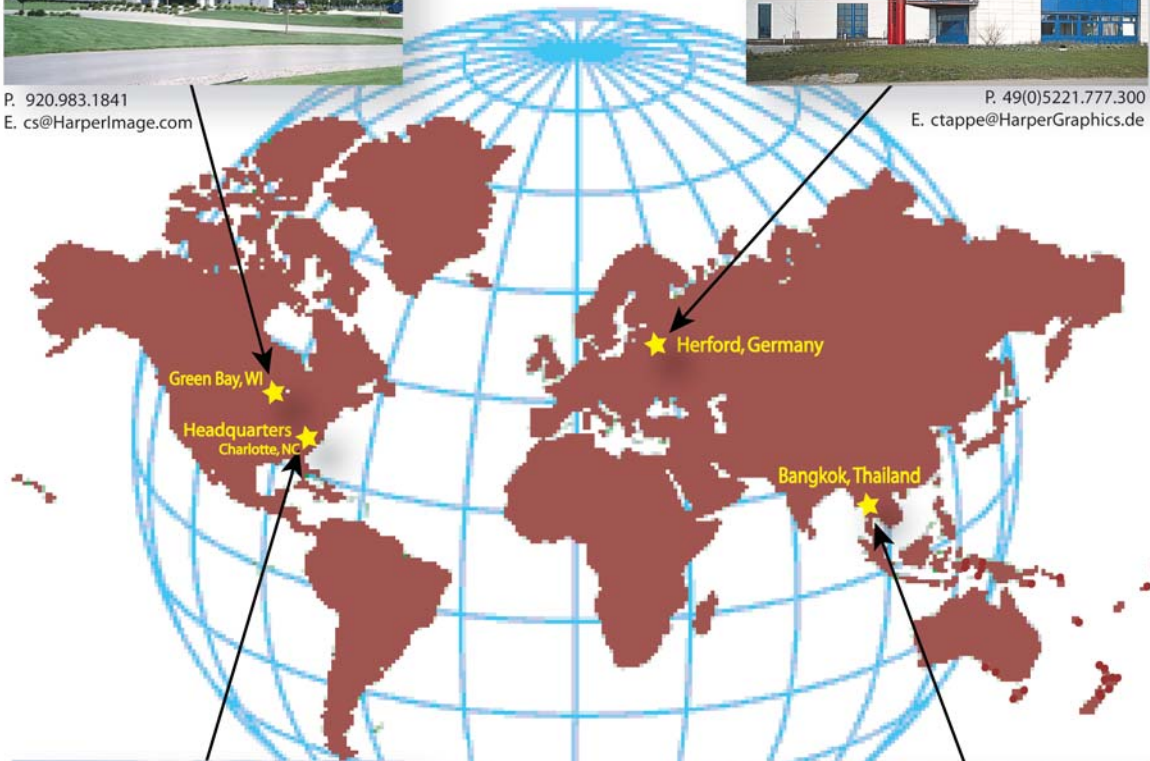 P. 920.983.1841
E. cs@HarperImage.com
P. 49(0)5221.777.300
E. ctappe@HarperGraphics.de
Herford, Germany
Green Bay, WI
Headquarters
Charlotte, NC
Bangkok, Thailand